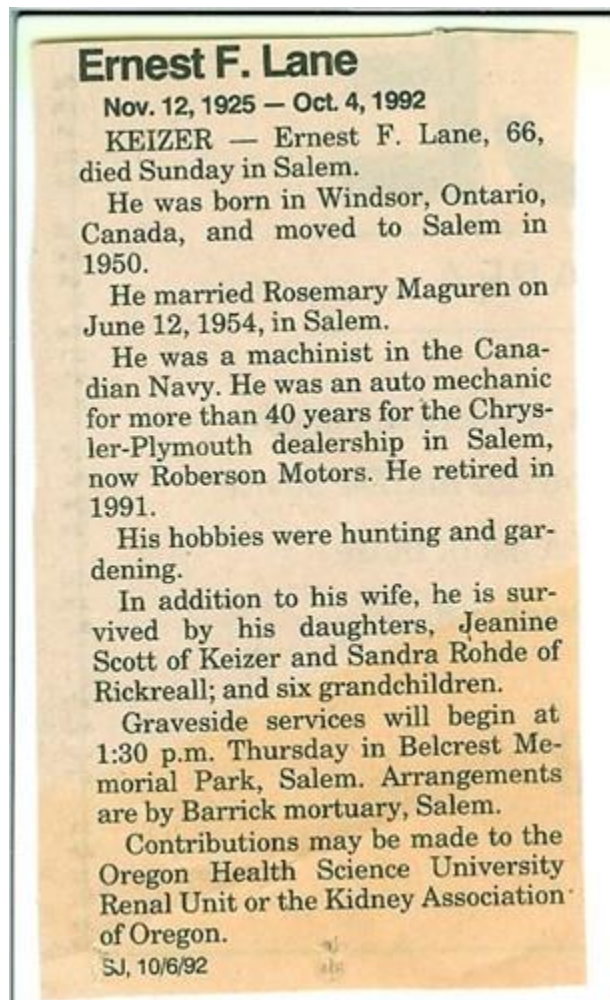 Ernest F. Lane
Nov. 12, 1925 — Oct. 4, 1992
KEIZER — Ernest F. Lane, 66,
died Sunday in Salem.
He was born in Windsor, Ontario,
Canada, and moved to Salem in
1950.
He married Rosemary Maguren on
June 12, 1954, in Salem.
He was a machinist in the Cana-
dian Navy. He was an auto mechanic
for more than 40 years for the Chrys-
ler-Plymouth dealership in Salem,
now Roberson Motors. He retired in
1991.
His hobbies were hunting and gar-
dening.
In addition to his wife, he is sur-
vived by his daughters, Jeanine
Scott of Keizer and Sandra Rohde of
Rickreall; and six grandchildren.
Graveside services will begin at
1:30 p.m. Thursday in Belcrest Me-
morial Park, Salem. Arrangements
are by Barrick mortuary, Salem.
Contributions may be made to the
Oregon Health Science University
Renal Unit or the Kidney Association
of Oregon.
SJ, 10/6/92